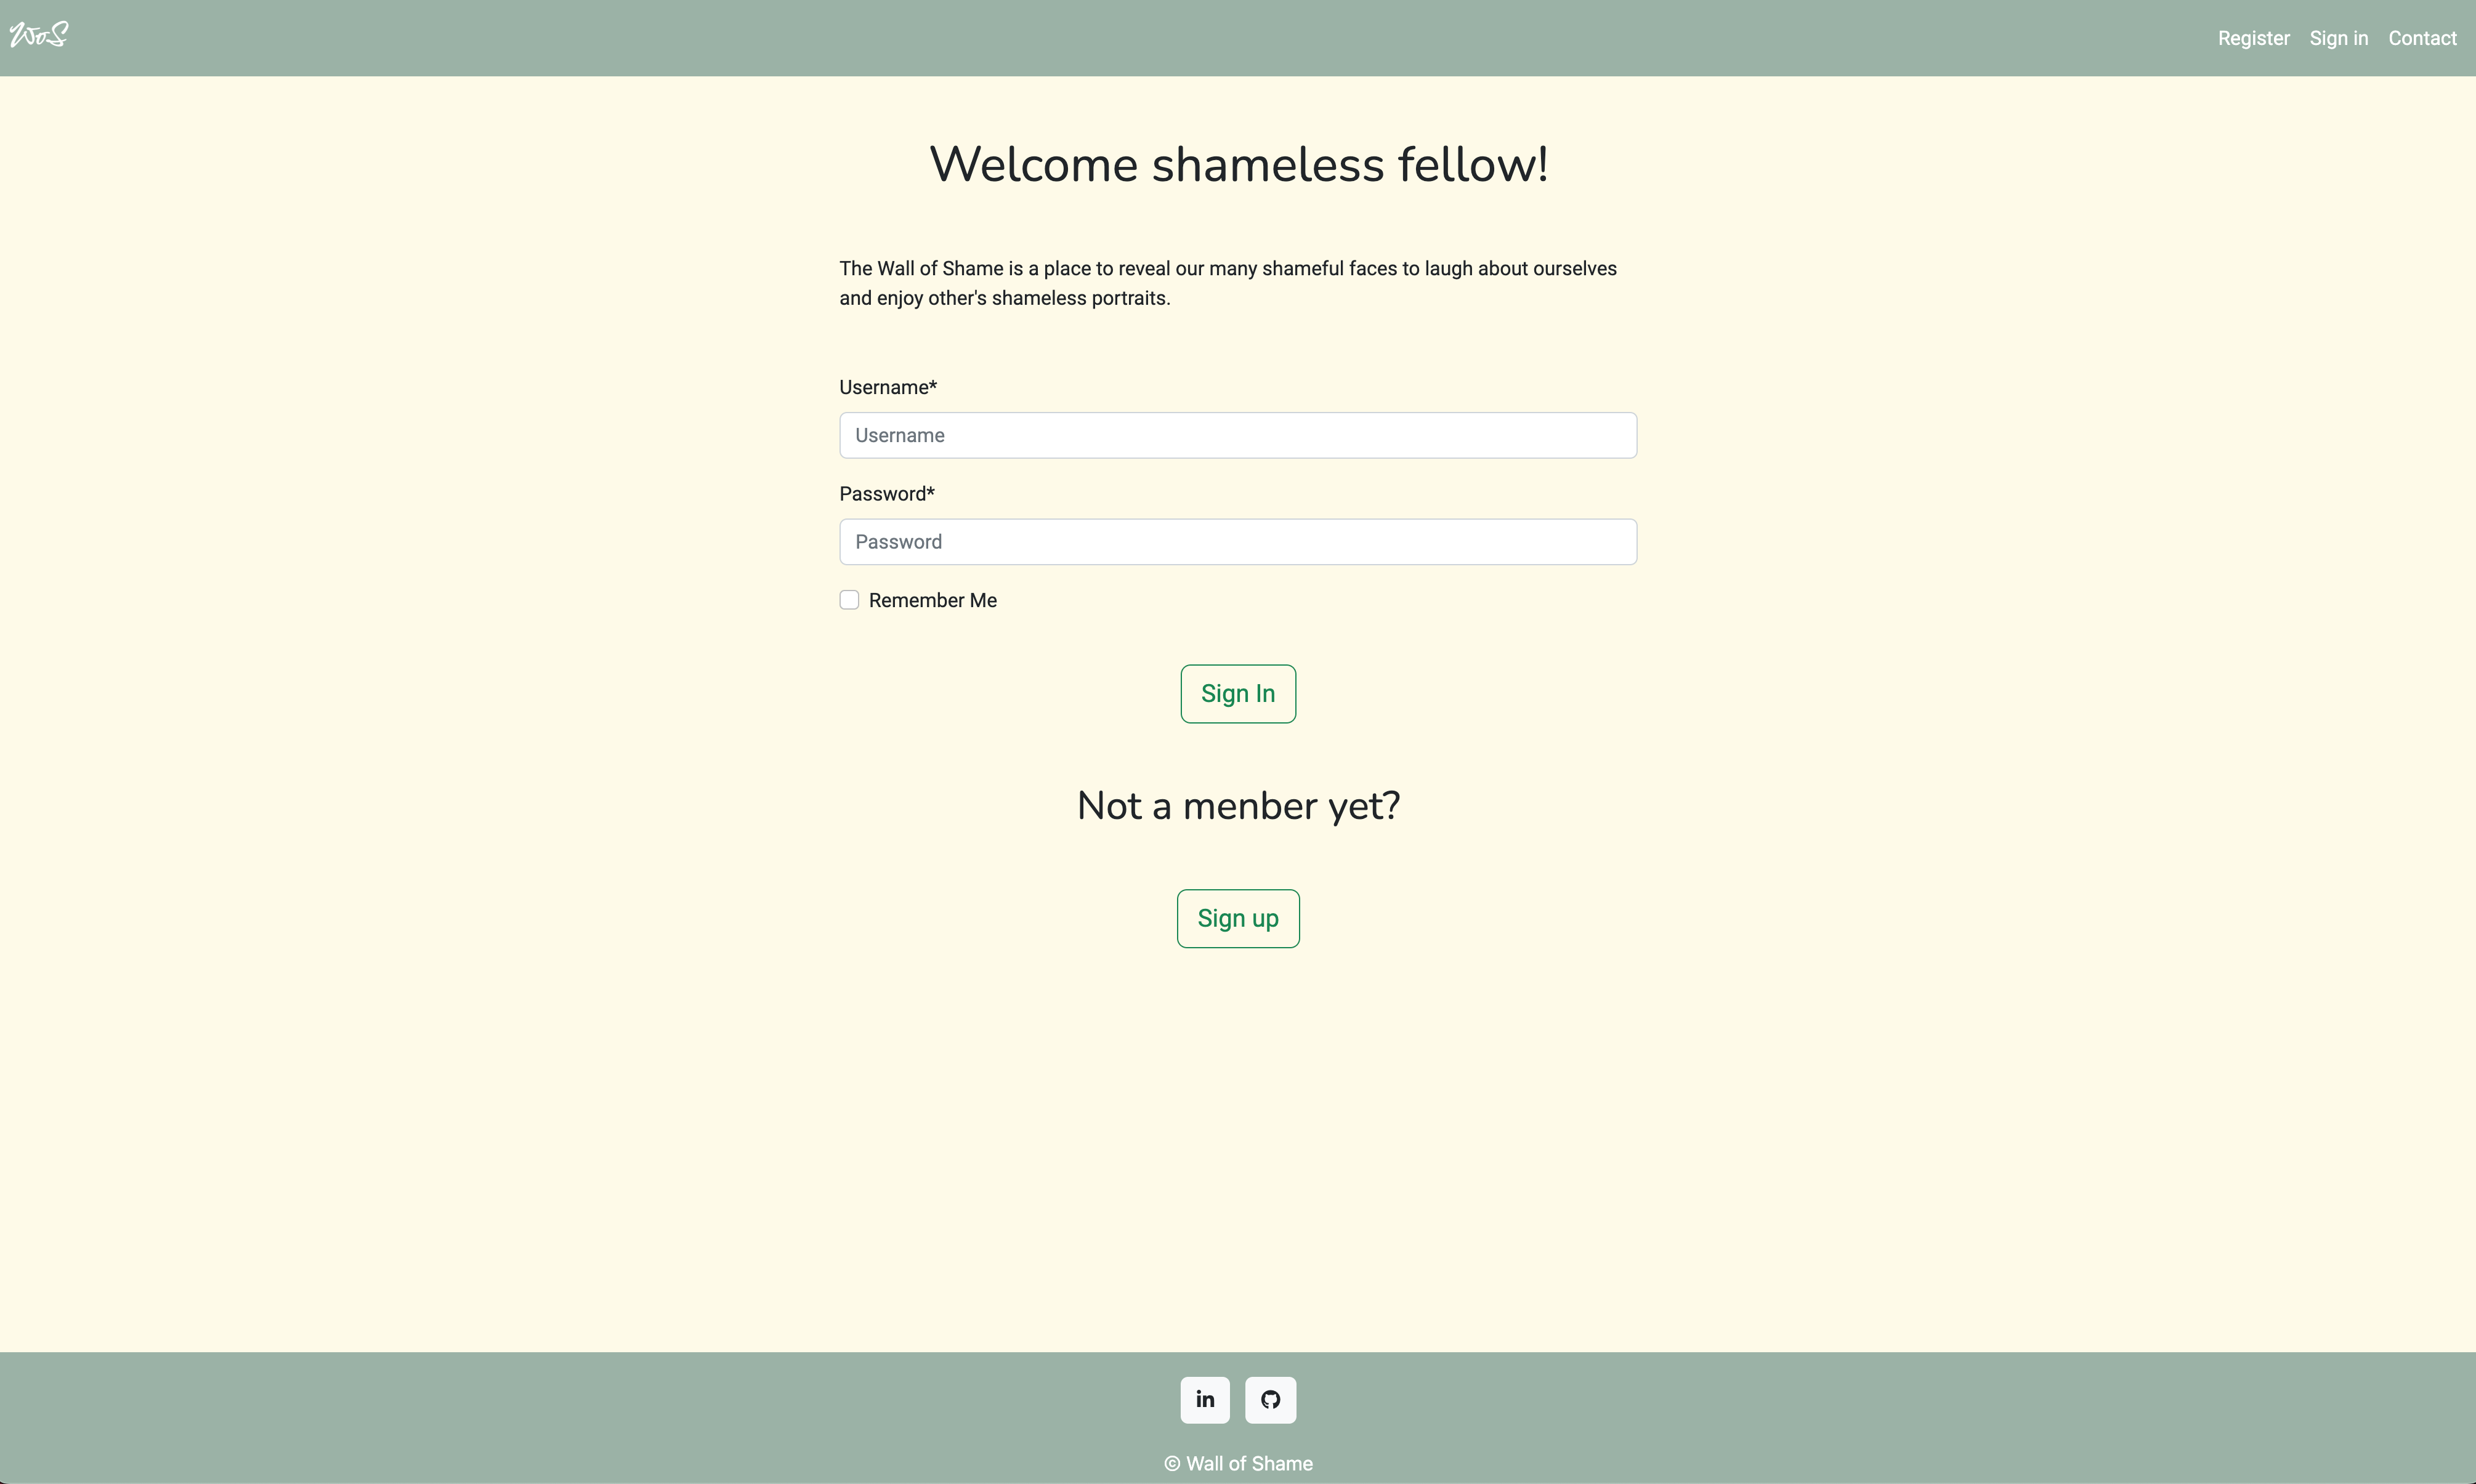 WoS
Register Sign in Contact
Welcome shameless fellow!
The Wall of Shame is a place to reveal our many shameful faces to laugh about ourselves
and enjoy other's shameless portraits.
Username*
Username
Password*
Password
Remember Me
Sign In
Not a menber yet?
Sign up
in
© Wall of Shame